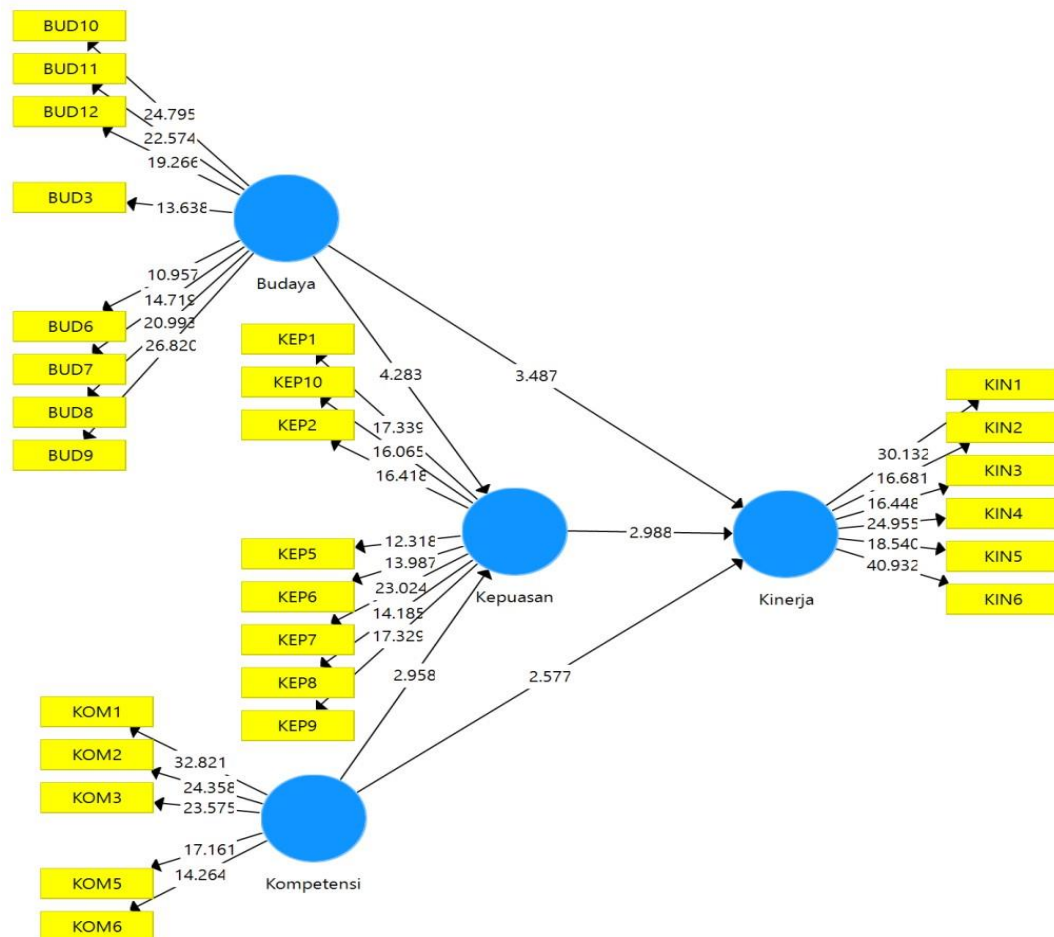 BUD10
BUD11
BUD12
BUD3
BUD6
BUD7
BUD8
BUD9
24.795
22.574
19.266
13.638
10.957
14.719
20.993
26.820
Budaya
KEP1
KEP10
KEP2
KEP5
KEP6
KEP7
KEP8
KEP9
17.339
16.065
16.418
12.318
13.987
23.024
14.189
17.329
Kepuasan
4.283
3.487
2.988
2.958
2.577
KOM1
KOM2
KOM3
KOM5
KOM6
32.821
24.358
23.575
17.161
14.264
Kompetensi
KIN1
KIN2
KIN3
KIN4
KIN5
KIN6
30.132
16.681
16.448
24.955
18.540
40.932
Kinerja